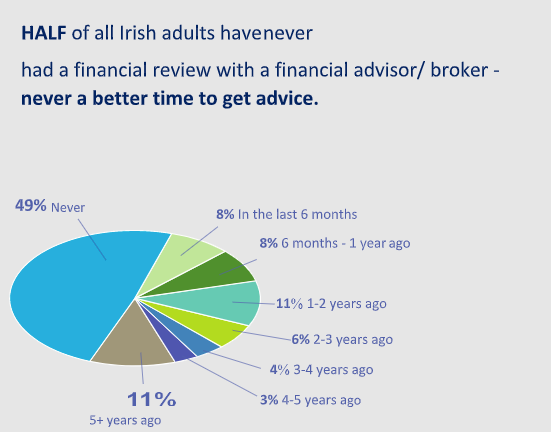 HALF of all Irish adults havenever
had a financial review with a financial advisor/ broker -
never a better time to get advice.
49% Never
8% In the last 6 months
8% 6 months - 1 year ago
11% 1-2 years ago
6% 2-3 years ago
4% 3-4 years ago
3% 4-5 years ago
11%
5+ years ago